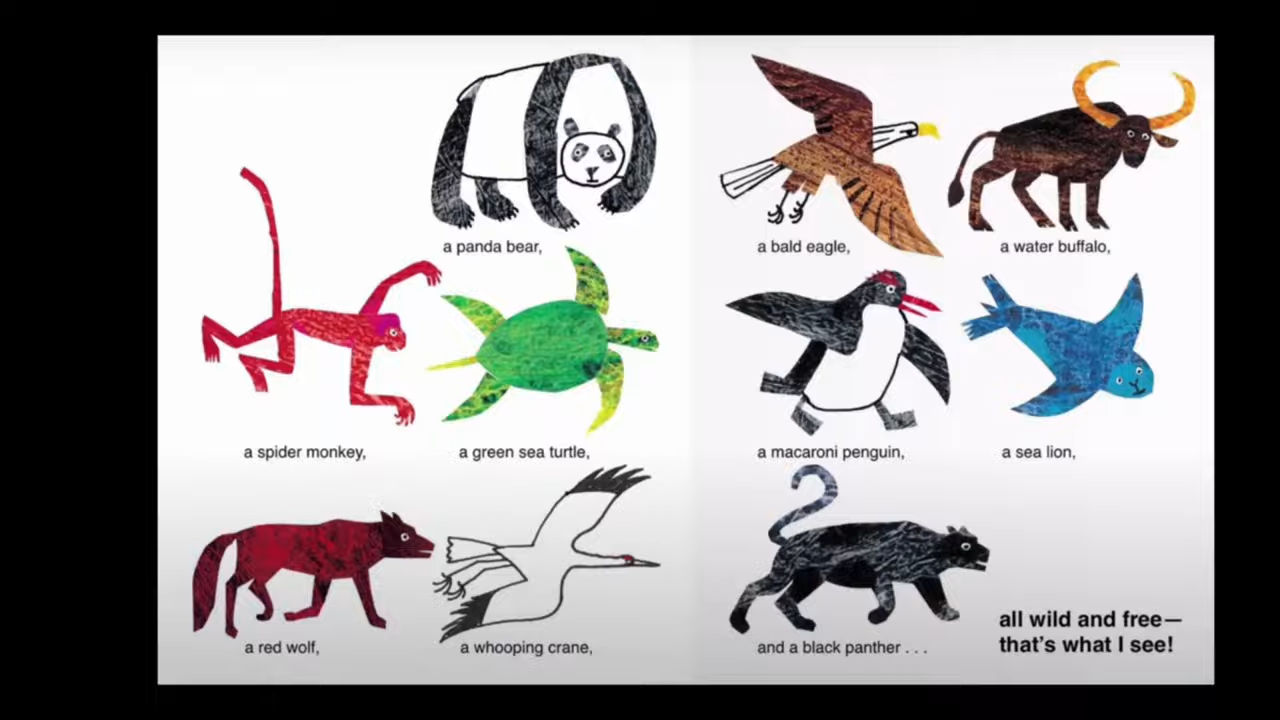 a panda bear,
a spider monkey,
a green sea turtle,
a red wolf,
a whooping crane,
a bald eagle,
a water buffalo,
a macaroni penguin,
a sea lion,
and a black panther . . .
all wild and free—
that's what I see!